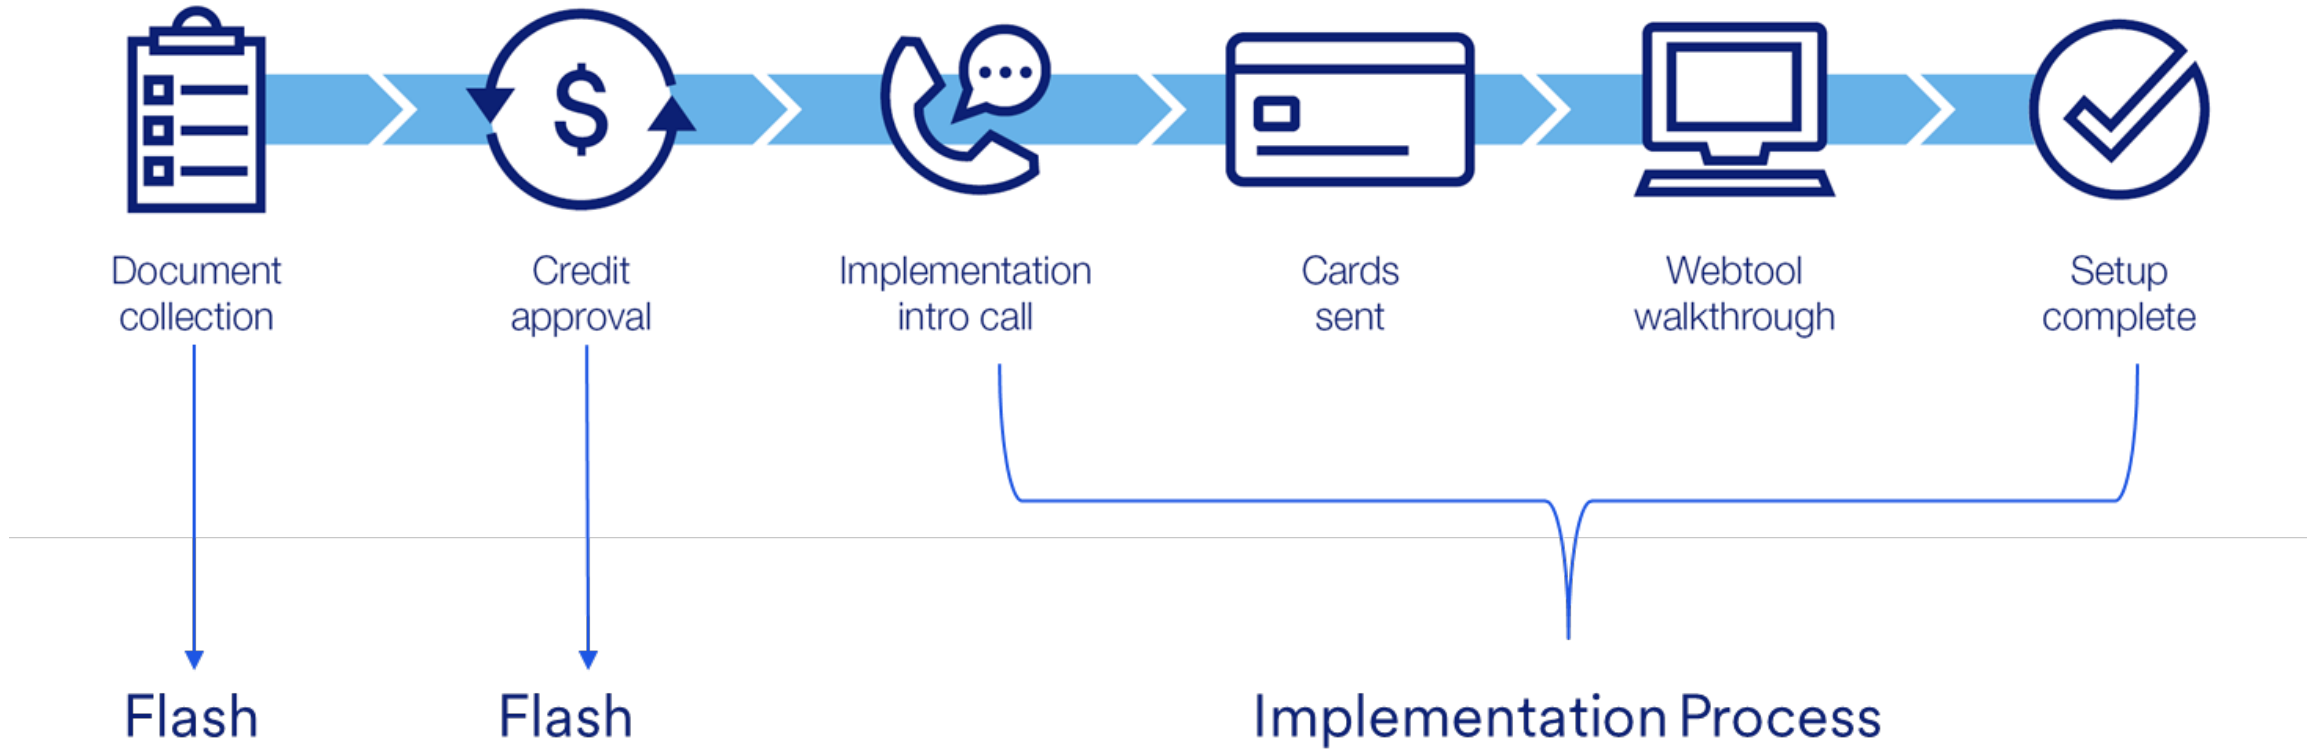 Document
collection
Credit
approval
Implementation
intro call
Cards
sent
Webtool
walkthrough
Setup
complete
Flash
Flash
Implementation Process